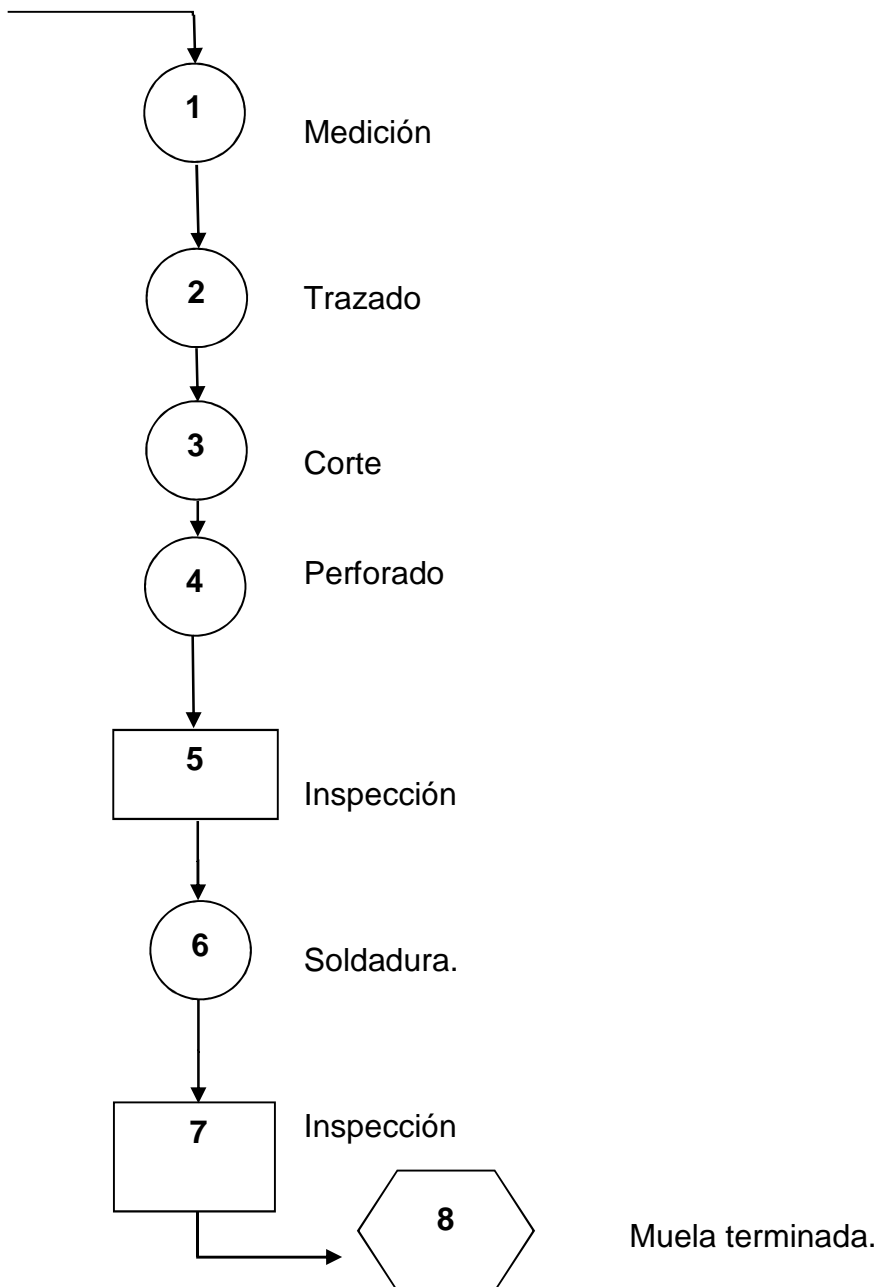 1
Medición
2
Trazado
3
Corte
4
Perforado
5
Inspección
6
Soldadura.
7
Inspección
8
Muela terminada.